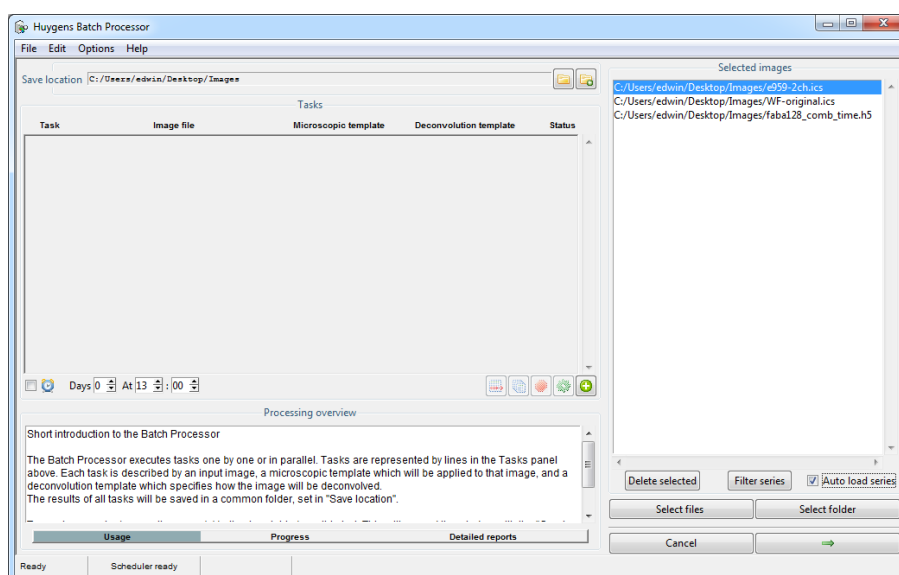 Huygens Batch Processor
File Edit Options Help
Save location C:/Users/edwin/Desktop/Images
Tasks
Task Image file Microscopic template Deconvolution template Status
Days 0 At 13 : 00
Processing overview
Short introduction to the Batch Processor
The Batch Processor executes tasks one by one or in parallel. Tasks are represented by lines in the Tasks panel
above. Each task is described by an input image, a microscopic template which will be applied to that image, and a
deconvolution template which specifies how the image will be deconvolved.
The results of all tasks will be saved in a common folder, set in "Save location".
Usage Progress Detailed reports
Ready Scheduler ready
Selected images
C:/Users/edwin/Desktop/Images/e959-2ch.ics
C:/Users/edwin/Desktop/Images/WF-original.ics
C:/Users/edwin/Desktop/Images/faba128_comb_time.h5
Delete selected Filter series Auto load series
Select files Select folder
Cancel